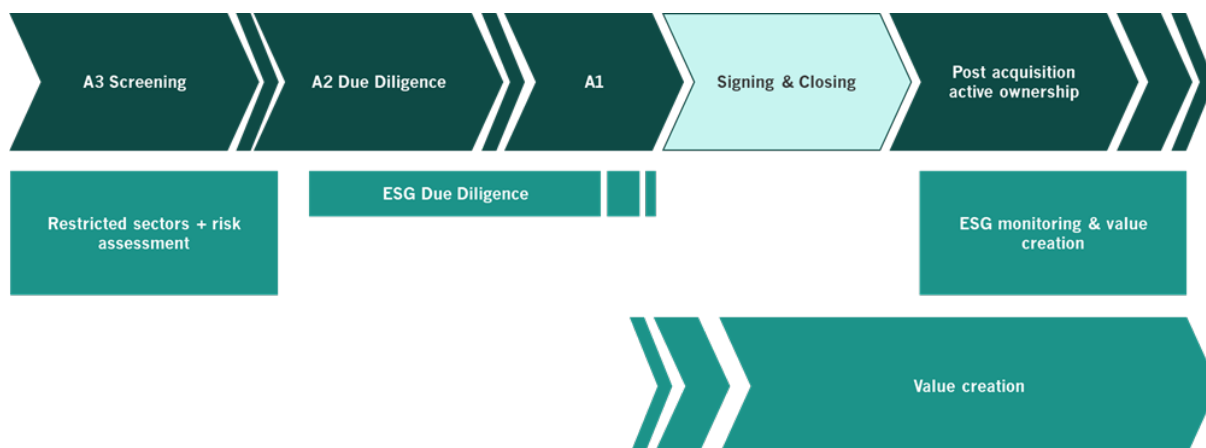 A3 Screening
A2 Due Diligence
A1
Signing & Closing
Post acquisition
active ownership
Restricted sectors + risk
assessment
ESG Due Diligence
ESG monitoring & value
creation
Value creation